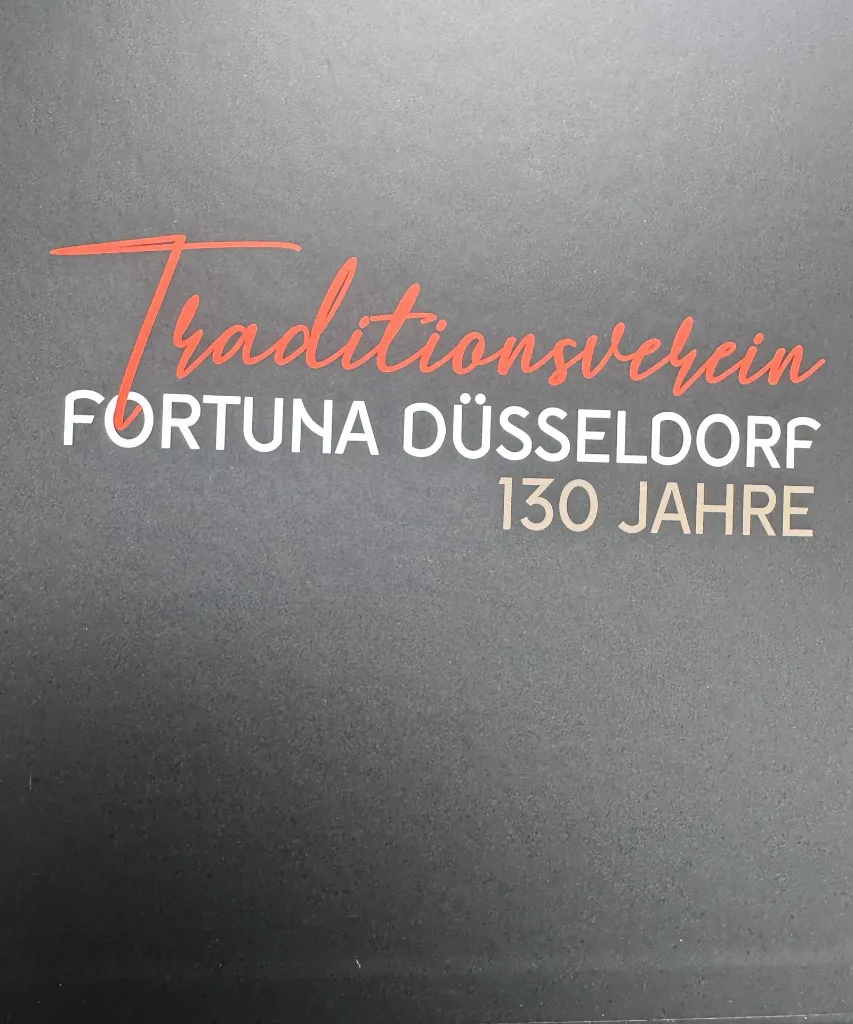 Traditionsverein
FORTUNA DÜSSELDORF
130 JAHRE